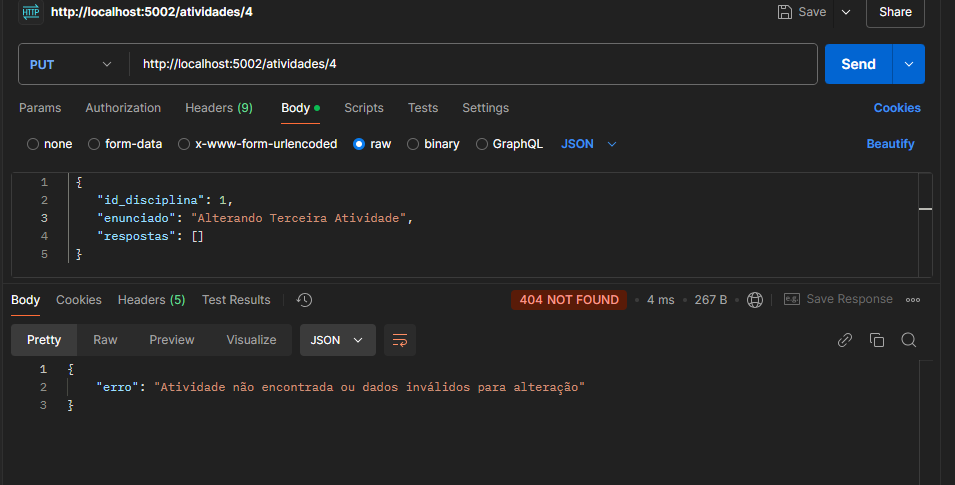 HTTP http://localhost:5002/atividades/4 Save Share
PUT http://localhost:5002/atividades/4 Send
Params Authorization Headers (9) Body Scripts Tests Settings Cookies
none form-data x-www-form-urlencoded raw binary GraphQL JSON Beautify
1 {
2 "id_disciplina": 1,
3 "enunciado": "Alterando Terceira Atividade",
4 "respostas": []
5 }
Body Cookies Headers (5) Test Results 404 NOT FOUND 4 ms 267 B e.g. Save Response
Pretty Raw Preview Visualize JSON
1 {
2 "erro": "Atividade não encontrada ou dados inválidos para alteração"
3 }